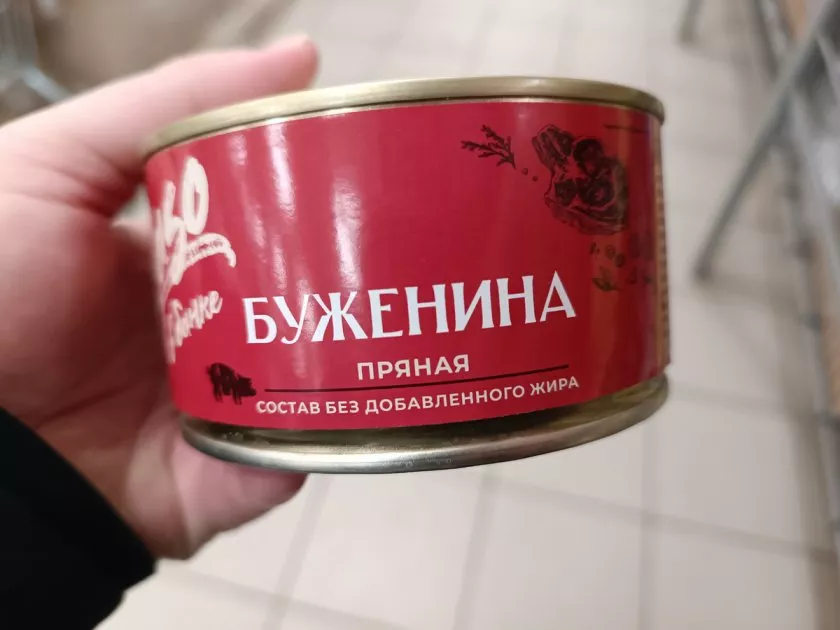 БУЖЕНИНА
ПРЯНАЯ
СОСТАВ БЕЗ ДОБАВЛЕННОГО ЖИРА